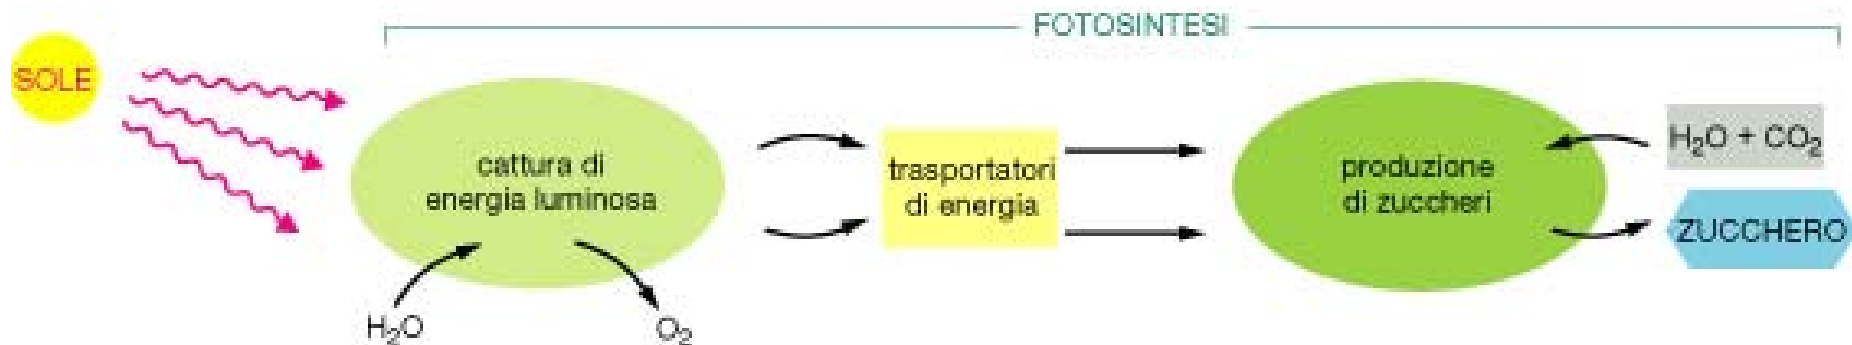 FOTOSINTESI
SOLE
cattura di
energia luminosa
trasportatori
di energia
produzione
di zuccheri
H₂O + CO₂
ZUCCHERO
H₂O
O₂